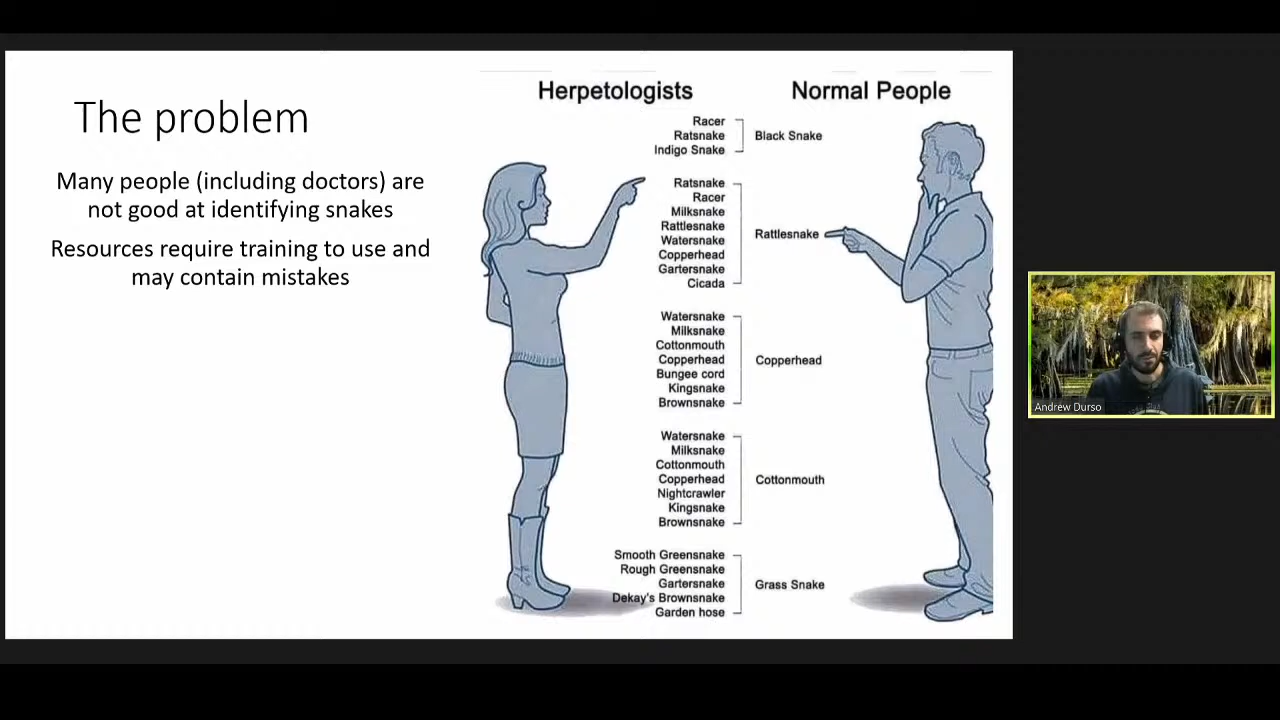 The problem
Many people (including doctors) are
not good at identifying snakes
Resources require training to use and
may contain mistakes
Herpetologists
Normal People
Racer
Ratsnake
Indigo Snake
Black Snake
Ratsnake
Racer
Milksnake
Rattlesnake
Watersnake
Copperhead
Gartersnake
Cicada
Rattlesnake
Watersnake
Milksnake
Cottonmouth
Copperhead
Bungee cord
Kingsnake
Brownsnake
Copperhead
Watersnake
Milksnake
Cottonmouth
Copperhead
Nightcrawler
Kingsnake
Brownsnake
Cottonmouth
Smooth Greensnake
Rough Greensnake
Gartersnake
Dekay's Brownsnake
Garden hose
Grass Snake
Andrew Durso